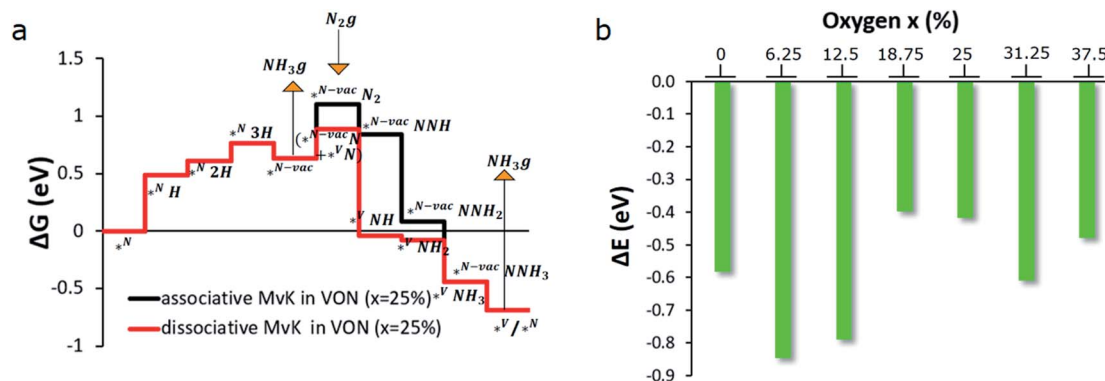 a
ΔG (eV)
1.5
1
0.5
0
-0.5
-1
*ᴺ
*ᴺ H
*ᴺ 2H
*ᴺ 3H
*ᴺ⁻ᵛᵃᶜ
NH₃g
N₂g
*ᴺ⁻ᵛᵃᶜ N₂
(*ᴺ⁻ᵛᵃᶜN
+*ⱽN)
*ᴺ⁻ᵛᵃᶜ NNH
*ⱽ NH
*ᴺ⁻ᵛᵃᶜ NNH₂
*ⱽ NH₂
*ᴺ⁻ᵛᵃᶜ NNH₃
*ⱽ NH₃
NH₃g
*ⱽ/*ᴺ
associative MvK in VON (x=25%)
dissociative MvK in VON (x=25%)
b
Oxygen x (%)
0 6.25 12.5 18.75 25 31.25 37.5
ΔE (eV)
0.0
-0.1
-0.2
-0.3
-0.4
-0.5
-0.6
-0.7
-0.8
-0.9